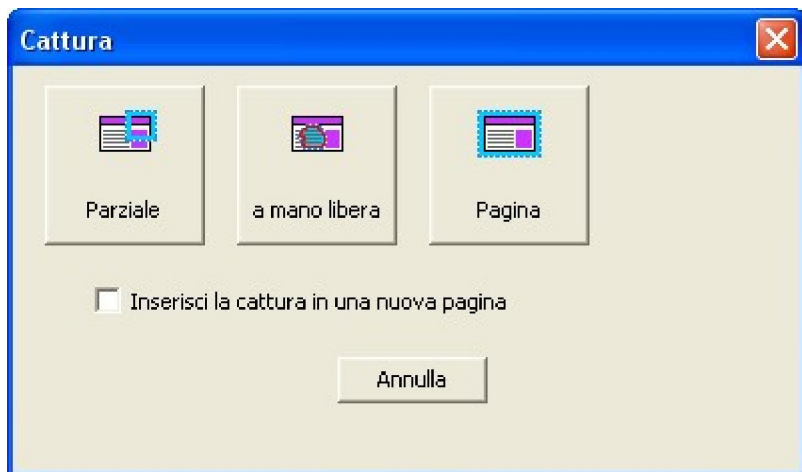 Cattura
Parziale
a mano libera
Pagina
Inserisci la cattura in una nuova pagina
Annulla